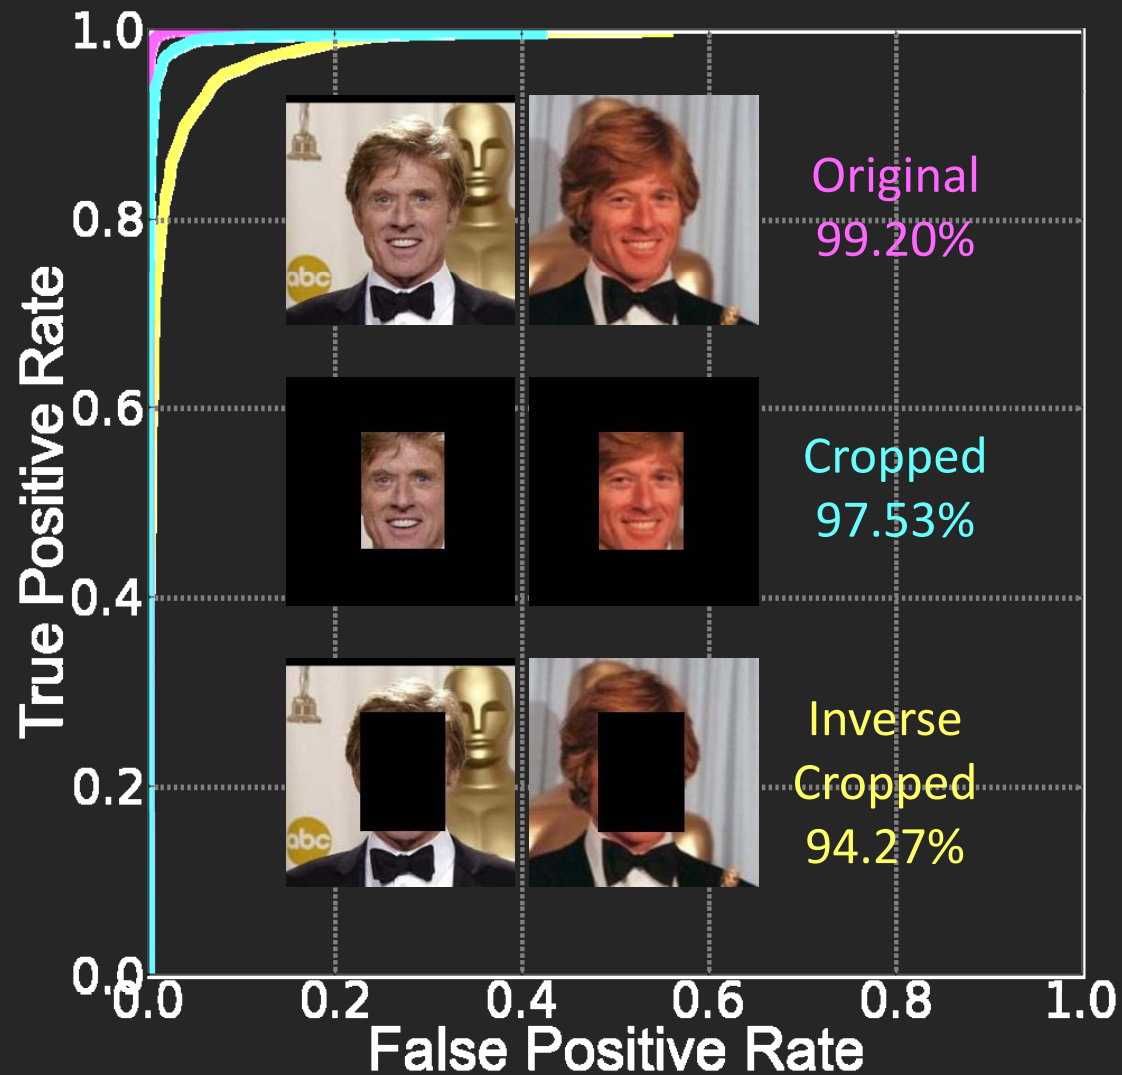 1.0
0.8
0.6
0.4
0.2
0.0
True Positive Rate
0.0
0.2
0.4
0.6
0.8
1.0
False Positive Rate
abc
Original
99.20%
Cropped
97.53%
abc
Inverse
Cropped
94.27%